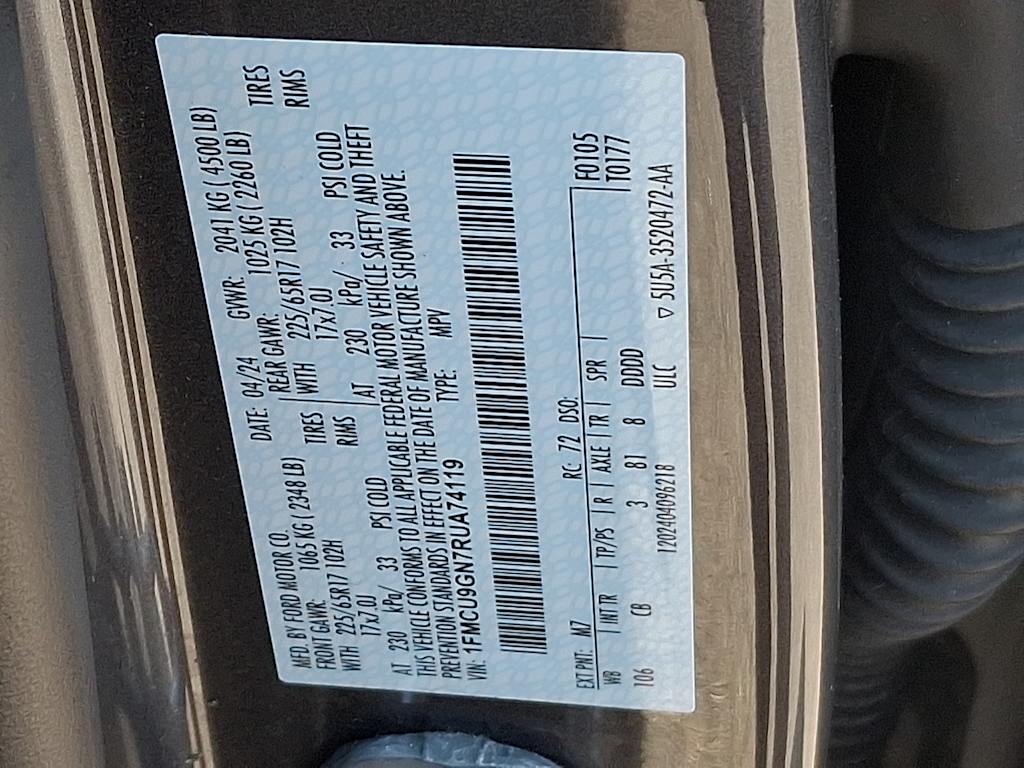 MFD. BY FORD MOTOR CO. DATE: 04/24 GVWR: 2041 KG ( 4500 LB)
FRONT GAWR: 1065 KG ( 2348 LB) REAR GAWR: 1025 KG ( 2260 LB)
WITH 225/65R17 102H TIRES WITH 225/65R17 102H TIRES
17x7.0J RIMS 17x7.0J RIMS
AT 230 kPa/ 33 PSI COLD AT 230 kPa/ 33 PSI COLD
THIS VEHICLE CONFORMS TO ALL APPLICABLE FEDERAL MOTOR VEHICLE SAFETY AND THEFT
PREVENTION STANDARDS IN EFFECT ON THE DATE OF MANUFACTURE SHOWN ABOVE.
VIN: 1FMCU9GN7RUA74119 TYPE: MPV
EXT PNT: MZ RC: 72 DSO: F0105
WB INT TR TP/PS R AXLE TR SPR T0177
106 CB 3 81 8 DDDD
1202404096218 ULC ▽ 5U5A-3520472-AA